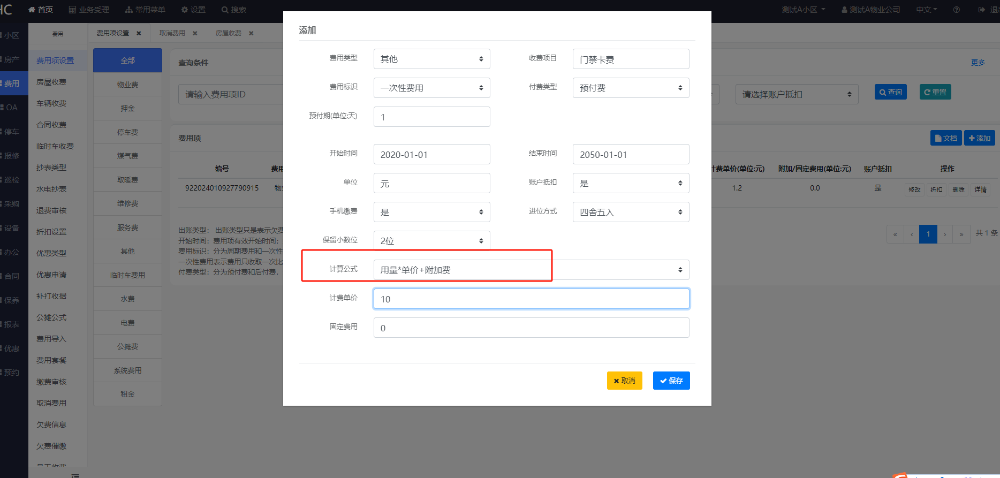 HC 首页 业务受理 常用菜单 设置 搜索 测试A小区 测试A物业公司 中文
小区
房产
费用
OA
停车
报修
巡检
采购
设备
办公
合同
保养
报表
优惠
预约
费用
费用项设置
房屋收费
车辆收费
合同收费
临时车收费
抄表类型
水电抄表
退费审核
折扣设置
优惠类型
优惠申请
补打收据
公摊公式
费用导入
费用套餐
缴费审核
取消费用
欠费信息
欠费催缴
费用项设置 取消费用 房屋收费
全部
物业费
押金
停车费
煤气费
取暖费
维修费
服务费
其他
临时车费用
水费
电费
公摊费
系统费用
租金
查询条件 更多
请输入费用项ID 请选择账户抵扣 查询 重置
费用项 文档 添加
编号 费用 计费单价(单位:元) 附加/固定费用(单位:元) 账户抵扣 操作
922024010927790915 物业 1.2 0.0 是 修改 折扣 删除 详情
« ‹ 1 › » 共 1 条
出账类型： 出账类型只是表示欠费
开始时间：费用项有效开始时间；
费用标识：分为周期费用和一次性
一次性费用表示费用只收取一次比
付费类型：分为预付费和后付费，
添加
费用类型 其他 收费项目 门禁卡费
费用标识 一次性费用 付费类型 预付费
预付期(单位:天) 1
开始时间 2020-01-01 结束时间 2050-01-01
单位 元 账户抵扣 是
手机缴费 是 进位方式 四舍五入
保留小数位 2位
计算公式 用量*单价+附加费
计费单价 10
固定费用 0
取消 保存